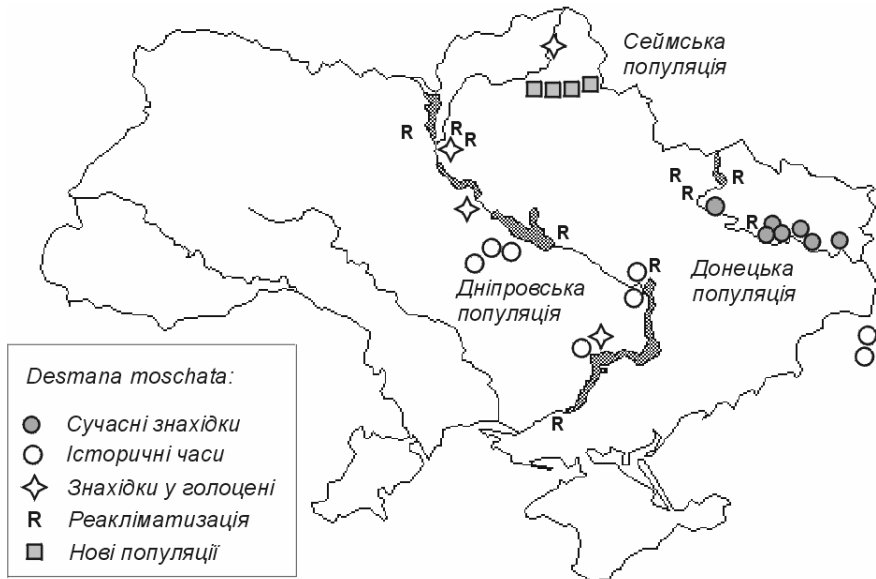 Сеймська
популяція
R
R
R
R
R
R
R
R
R
R
Дніпровська
популяція
Донецька
популяція
R
Desmana moschata:
Сучасні знахідки
Історичні часи
Знахідки у голоцені
R Реакліматизація
Нові популяції